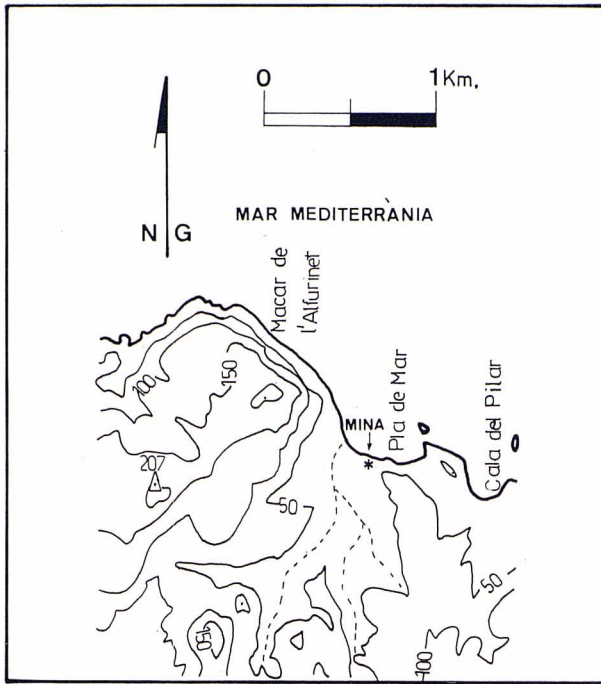 0
1Km.
N G
MAR MEDITERRÀNIA
Macar de
l'Alfurinet
Pla de Mar
Cala del Pilar
MINA
*
100
150
207
50
50
150
100